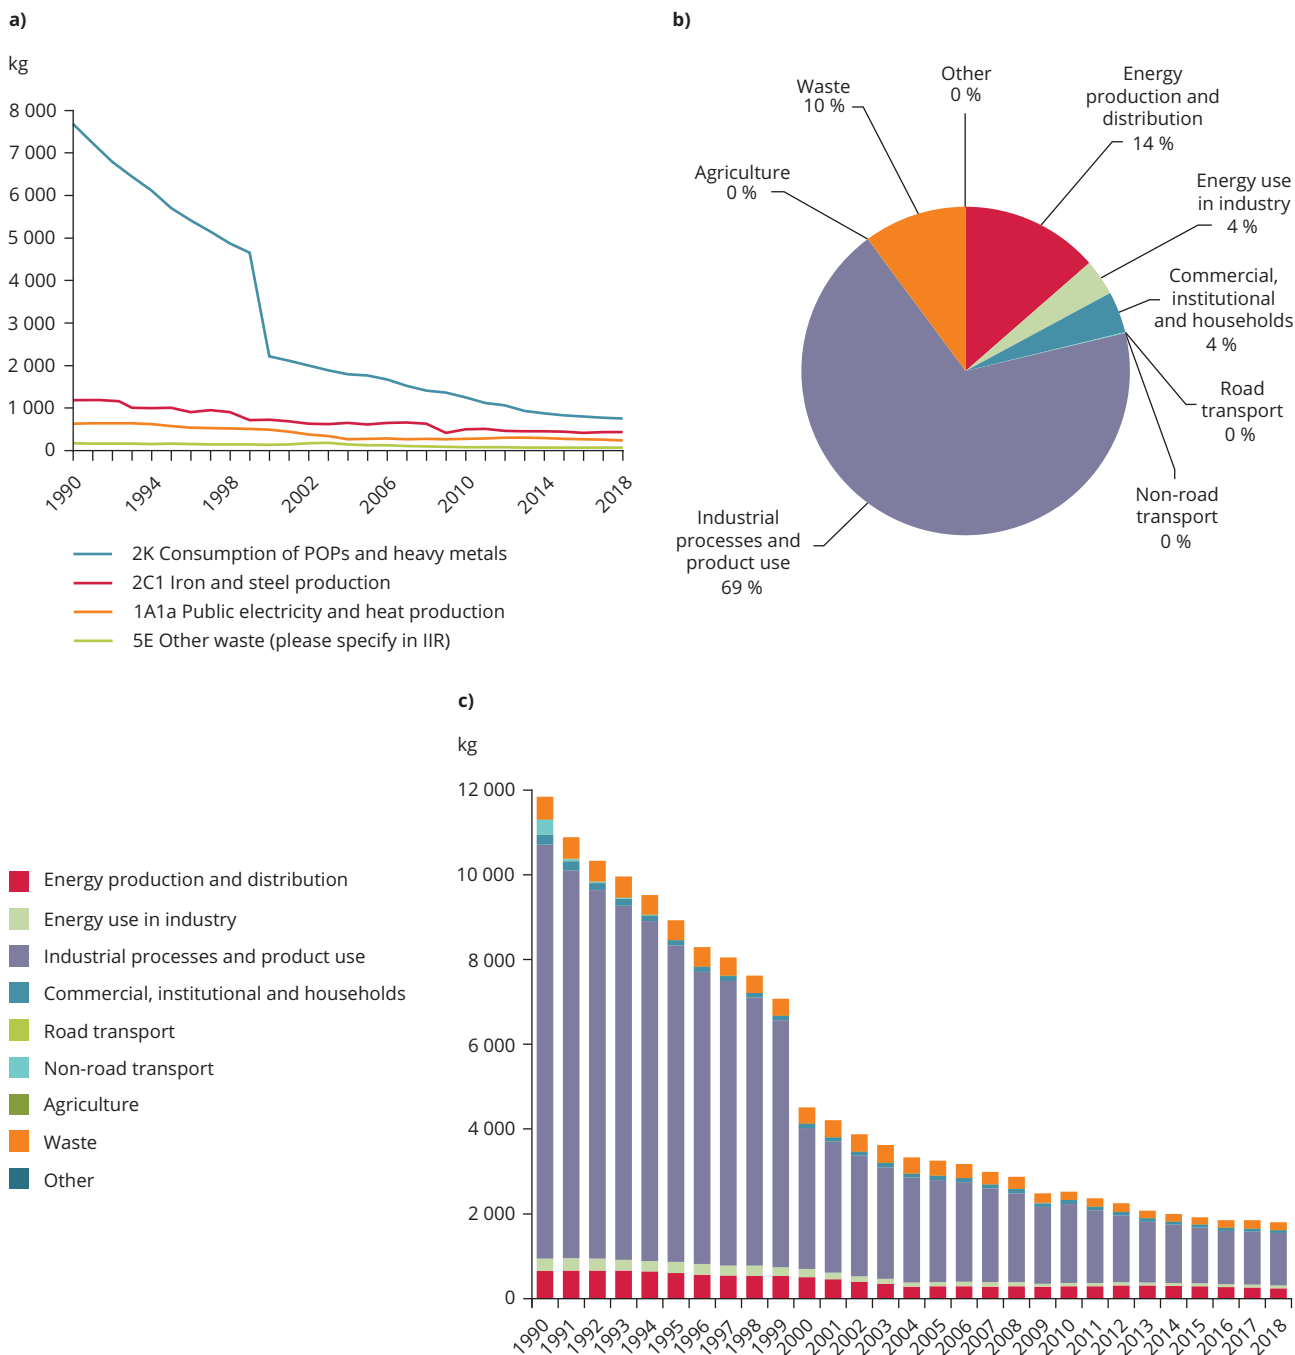 a)
kg
8 000
7 000
6 000
5 000
4 000
3 000
2 000
1 000
0
1990
1994
1998
2002
2006
2010
2014
2018
2K Consumption of POPs and heavy metals
2C1 Iron and steel production
1A1a Public electricity and heat production
5E Other waste (please specify in IIR)
b)
Other
0 %
Energy
production and
distribution
14 %
Energy use
in industry
4 %
Commercial,
institutional
and households
4 %
Road
transport
0 %
Non-road
transport
0 %
Industrial
processes and
product use
69 %
Agriculture
0 %
Waste
10 %
c)
kg
12 000
10 000
8 000
6 000
4 000
2 000
0
1990
1991
1992
1993
1994
1995
1996
1997
1998
1999
2000
2001
2002
2003
2004
2005
2006
2007
2008
2009
2010
2011
2012
2013
2014
2015
2016
2017
2018
Energy production and distribution
Energy use in industry
Industrial processes and product use
Commercial, institutional and households
Road transport
Non-road transport
Agriculture
Waste
Other